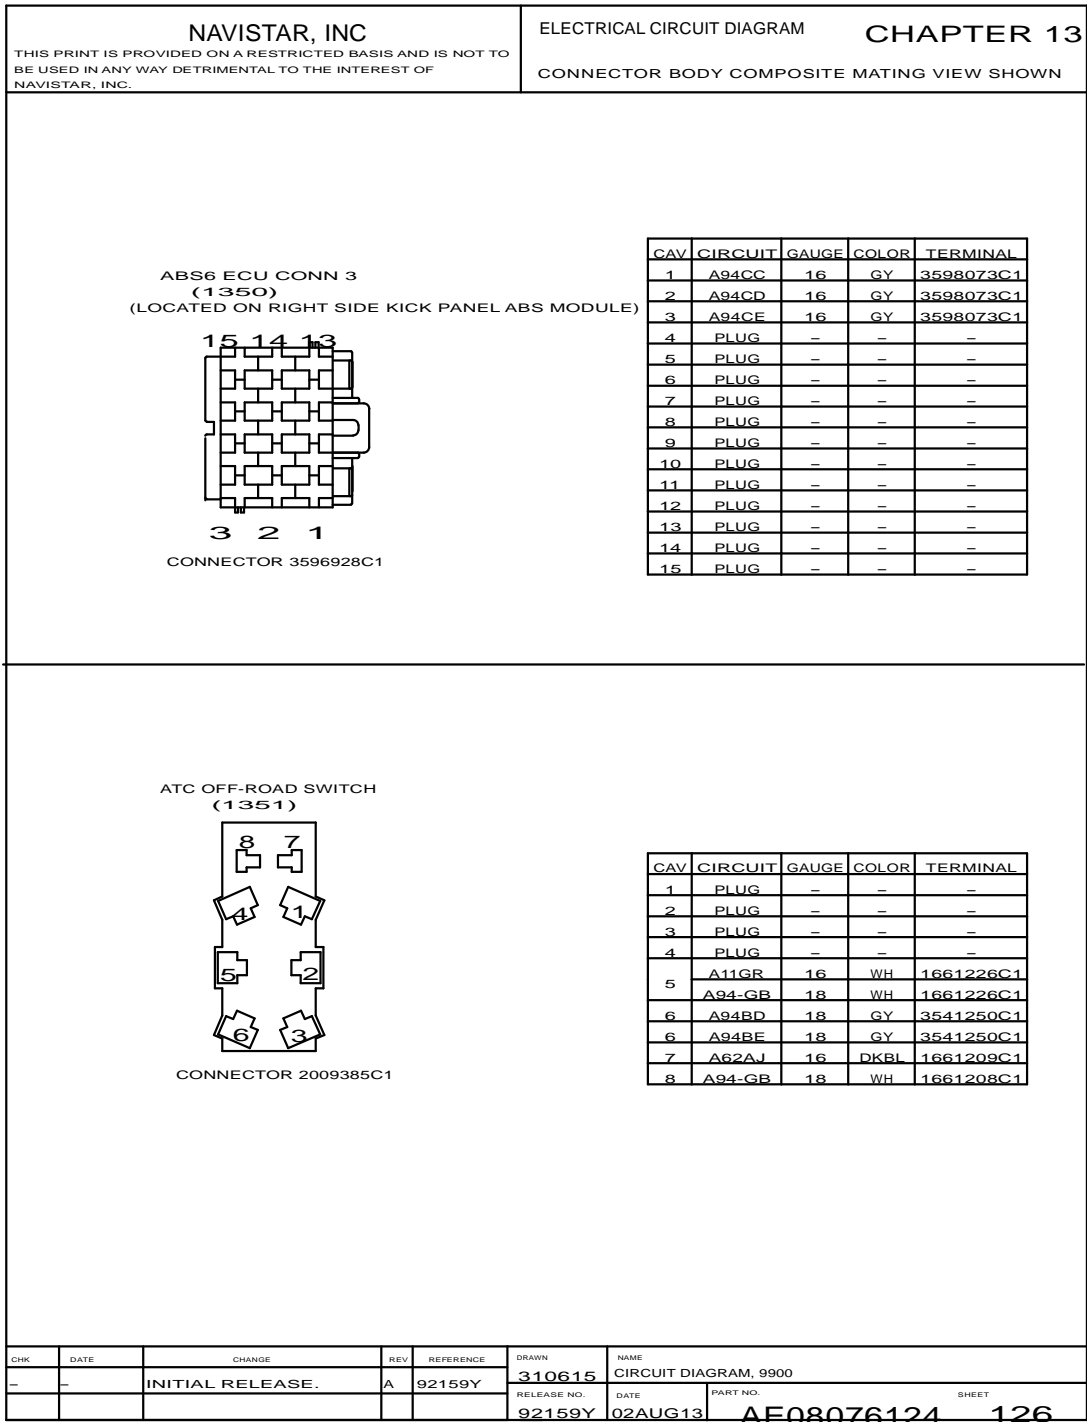 NAVISTAR, INC
THIS PRINT IS PROVIDED ON A RESTRICTED BASIS AND IS NOT TO
BE USED IN ANY WAY DETRIMENTAL TO THE INTEREST OF
NAVISTAR, INC.
ELECTRICAL CIRCUIT DIAGRAM CHAPTER 13
CONNECTOR BODY COMPOSITE MATING VIEW SHOWN
ABS6 ECU CONN 3
(1350)
(LOCATED ON RIGHT SIDE KICK PANEL ABS MODULE)
15 14 13
3 2 1
CONNECTOR 3596928C1
CAV CIRCUIT GAUGE COLOR TERMINAL
1 A94CC 16 GY 3598073C1
2 A94CD 16 GY 3598073C1
3 A94CE 16 GY 3598073C1
4 PLUG – – –
5 PLUG – – –
6 PLUG – – –
7 PLUG – – –
8 PLUG – – –
9 PLUG – – –
10 PLUG – – –
11 PLUG – – –
12 PLUG – – –
13 PLUG – – –
14 PLUG – – –
15 PLUG – – –
ATC OFF-ROAD SWITCH
(1351)
8 7
4 1
5 2
6 3
CONNECTOR 2009385C1
CAV CIRCUIT GAUGE COLOR TERMINAL
1 PLUG – – –
2 PLUG – – –
3 PLUG – – –
4 PLUG – – –
5 A11GR 16 WH 1661226C1
A94-GB 18 WH 1661226C1
6 A94BD 18 GY 3541250C1
6 A94BE 18 GY 3541250C1
7 A62AJ 16 DKBL 1661209C1
8 A94-GB 18 WH 1661208C1
CHK DATE CHANGE REV REFERENCE
– – INITIAL RELEASE. A 92159Y
DRAWN
310615
NAME
CIRCUIT DIAGRAM, 9900
RELEASE NO.
92159Y
DATE
02AUG13
PART NO.
AE08076124
SHEET
126